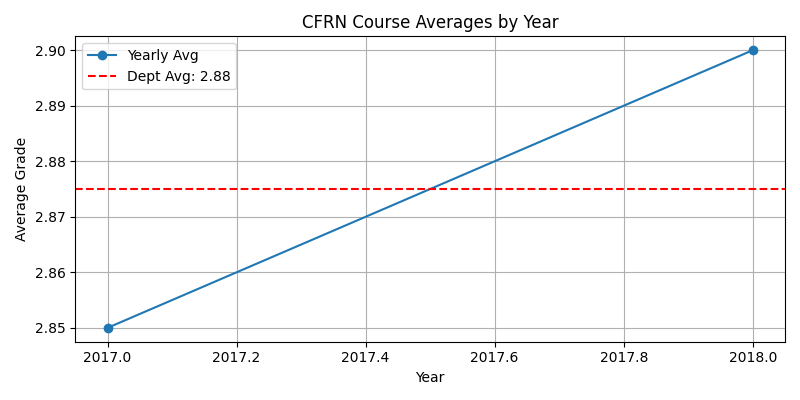 CFRN Course Averages by Year
Yearly Avg
Dept Avg: 2.88
Average Grade
2.90
2.89
2.88
2.87
2.86
2.85
2017.0 2017.2 2017.4 2017.6 2017.8 2018.0
Year